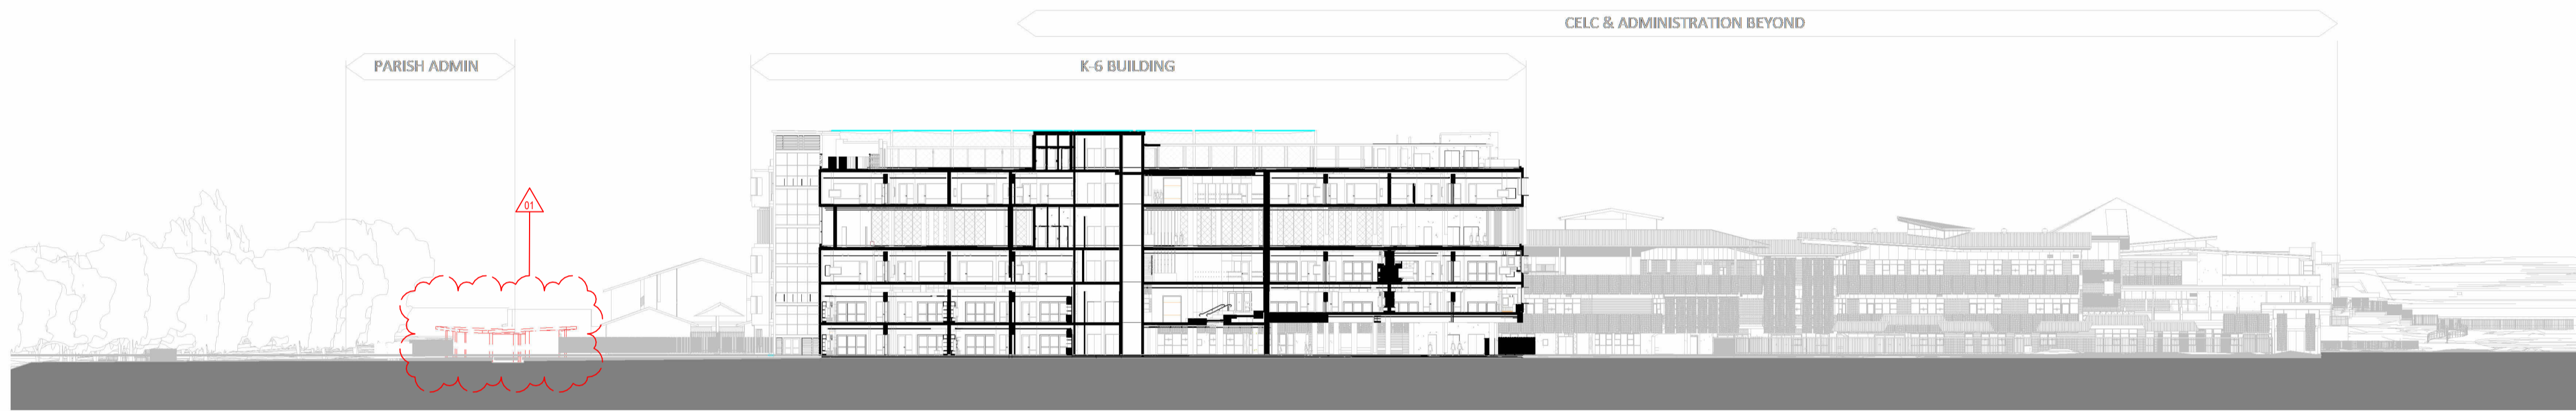 CELC & ADMINISTRATION BEYOND
PARISH ADMIN
K-6 BUILDING
01